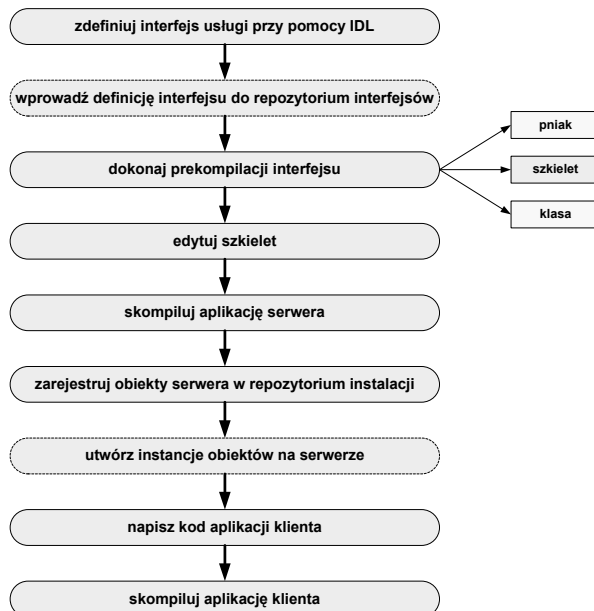 zdefiniuj interfejs usługi przy pomocy IDL
wprowadź definicję interfejsu do repozytorium interfejsów
dokonaj prekompilacji interfejsu
pniak
szkielet
klasa
edytuj szkielet
skompiluj aplikację serwera
zarejestruj obiekty serwera w repozytorium instalacji
utwórz instancje obiektów na serwerze
napisz kod aplikacji klienta
skompiluj aplikację klienta